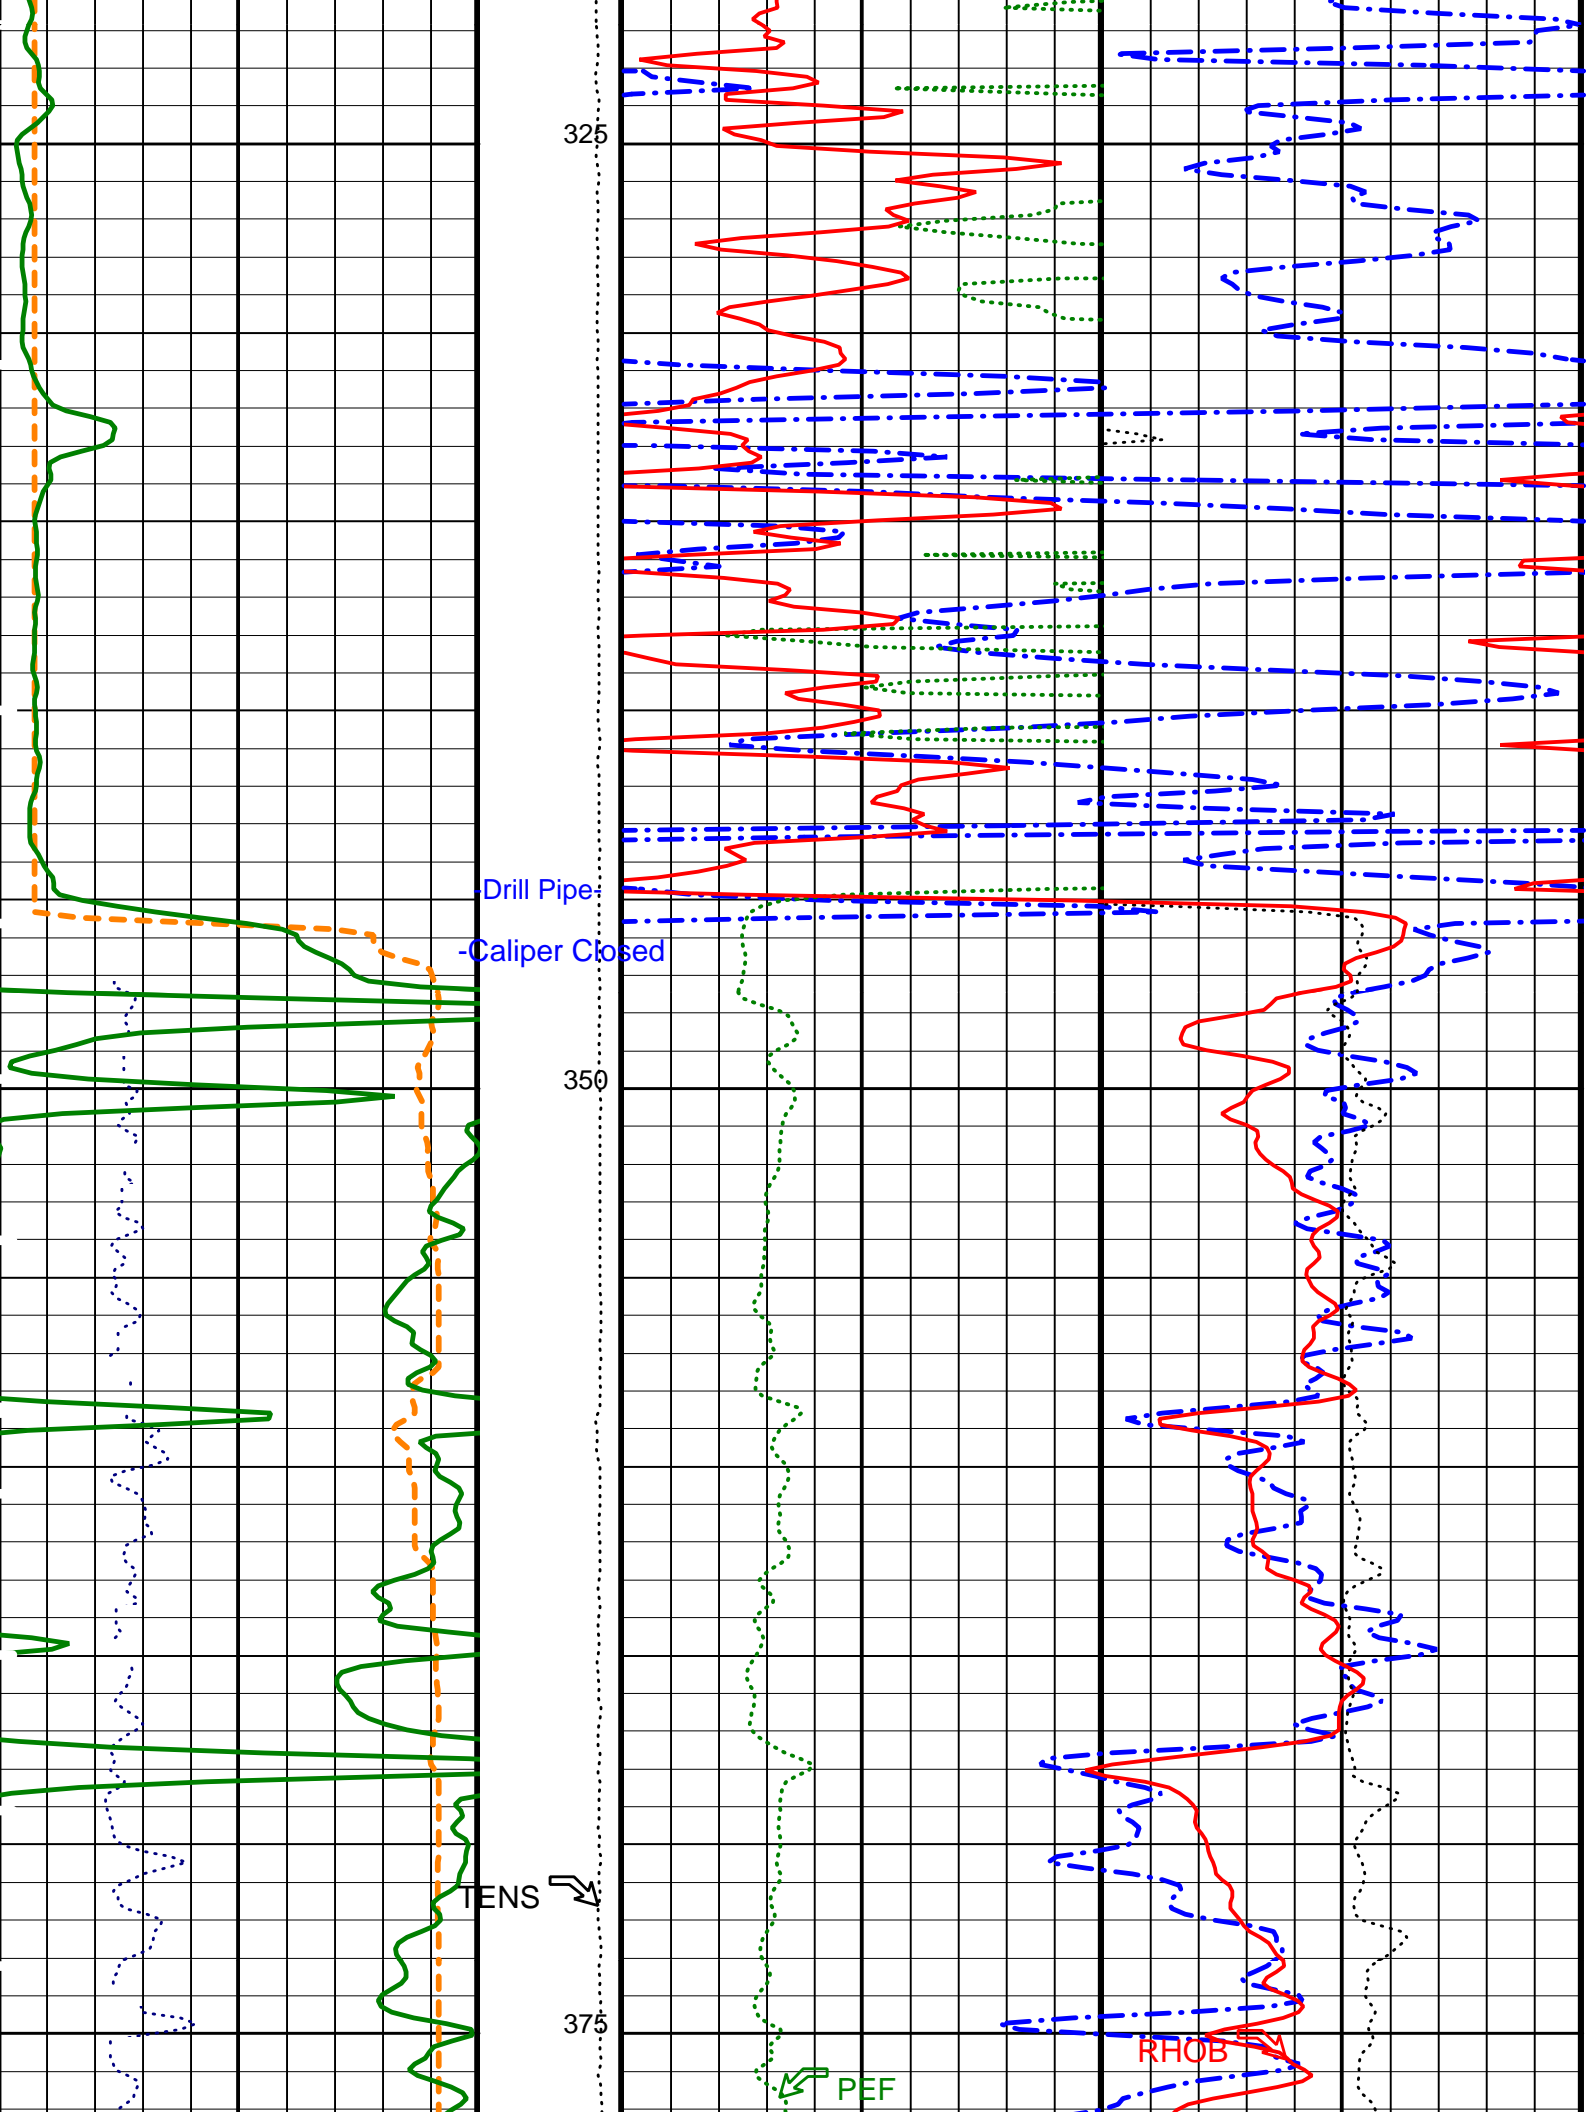 325
-Drill Pipe-
-Caliper Closed
350
TENS
375
RHOB
PEF